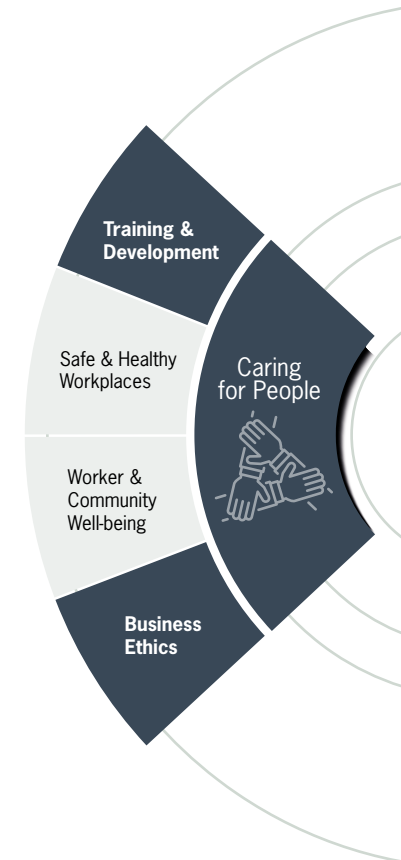 Training &
Development
Safe & Healthy
Workplaces
Caring
for People
Worker &
Community
Well-being
Business
Ethics